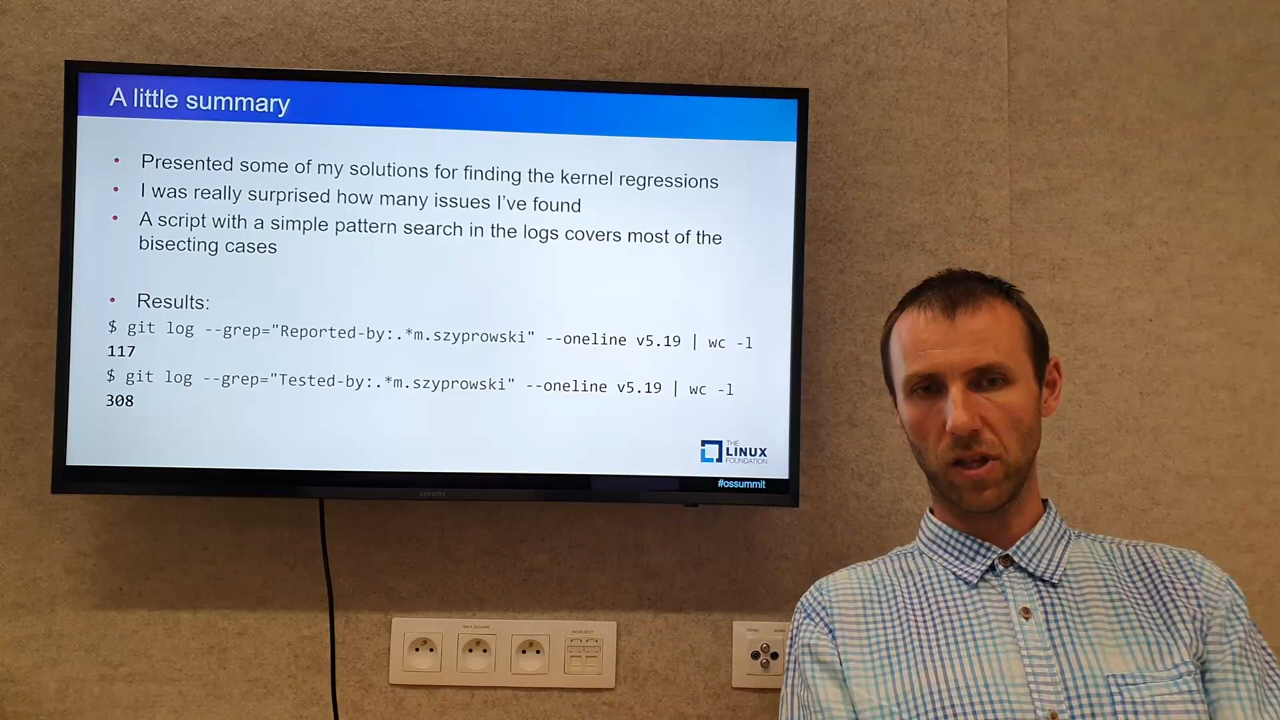 A little summary
• Presented some of my solutions for finding the kernel regressions
• I was really surprised how many issues I've found
• A script with a simple pattern search in the logs covers most of the
bisecting cases
• Results:
$ git log --grep="Reported-by:.*m.szyprowski" --oneline v5.19 | wc -l
117
$ git log --grep="Tested-by:.*m.szyprowski" --oneline v5.19 | wc -l
308
THE
LINUX
FOUNDATION
#ossummit
SAMSUNG